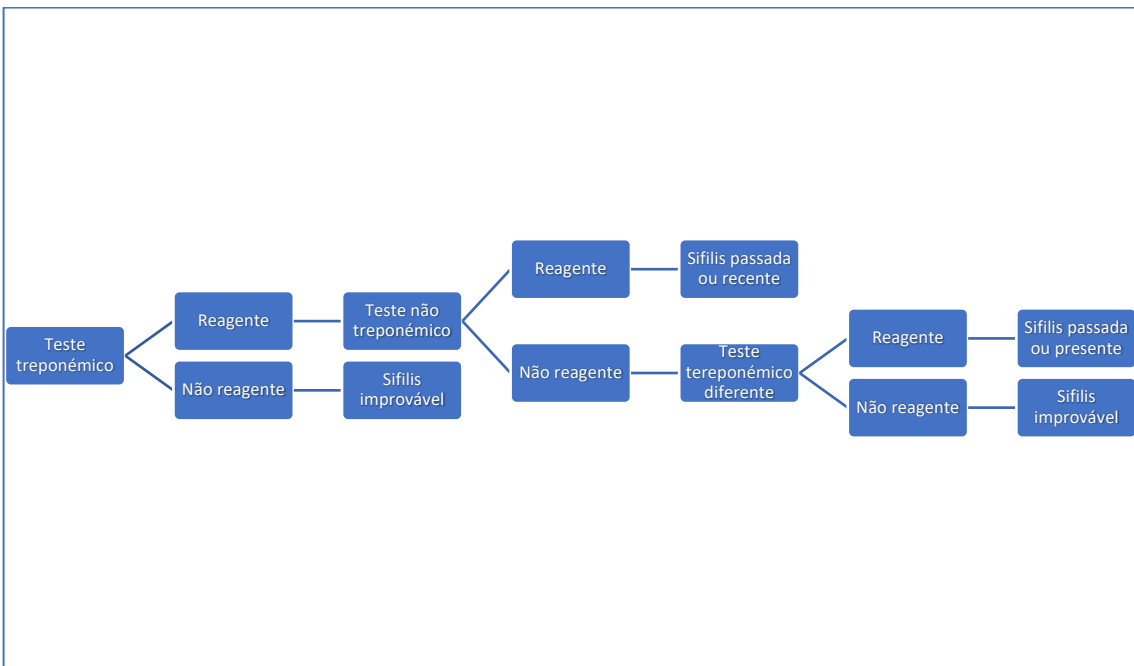 Teste
treponémico
Reagente
Não reagente
Teste não
treponémico
Sifilis
improvável
Reagente
Não reagente
Sifilis passada
ou recente
Teste
tereponémico
diferente
Reagente
Não reagente
Sifilis passada
ou presente
Sifilis
improvável